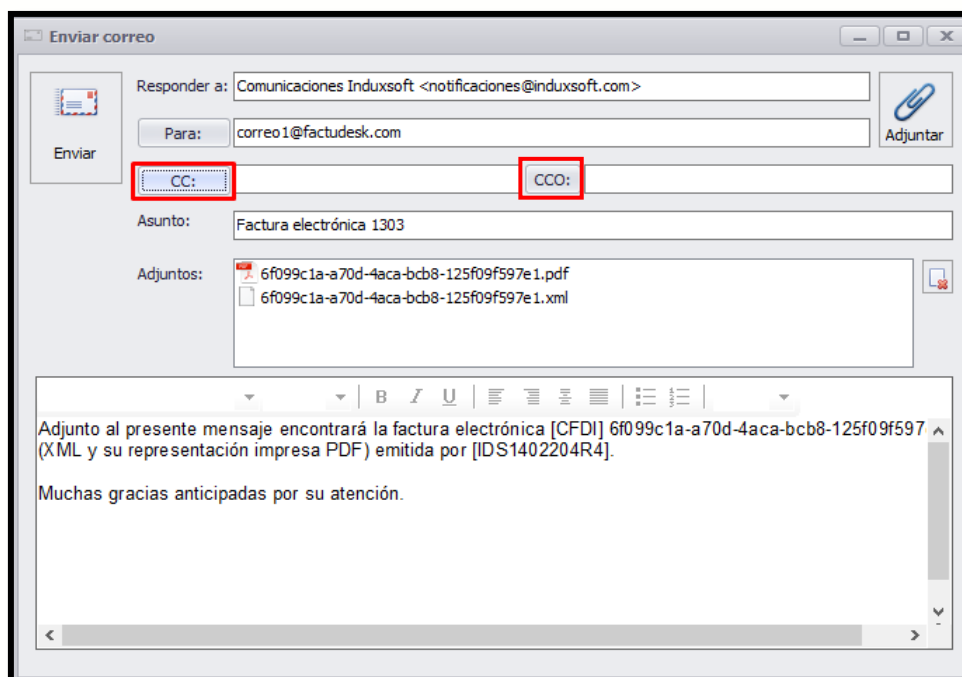 Enviar correo
Enviar
Responder a: Comunicaciones Induxsoft <notificaciones@induxsoft.com>
Adjuntar
Para: correo1@factudesk.com
CC: CCO:
Asunto: Factura electrónica 1303
Adjuntos: 6f099c1a-a70d-4aca-bcb8-125f09f597e1.pdf
6f099c1a-a70d-4aca-bcb8-125f09f597e1.xml
B I U
Adjunto al presente mensaje encontrará la factura electrónica [CFDI] 6f099c1a-a70d-4aca-bcb8-125f09f597
(XML y su representación impresa PDF) emitida por [IDS1402204R4].
Muchas gracias anticipadas por su atención.